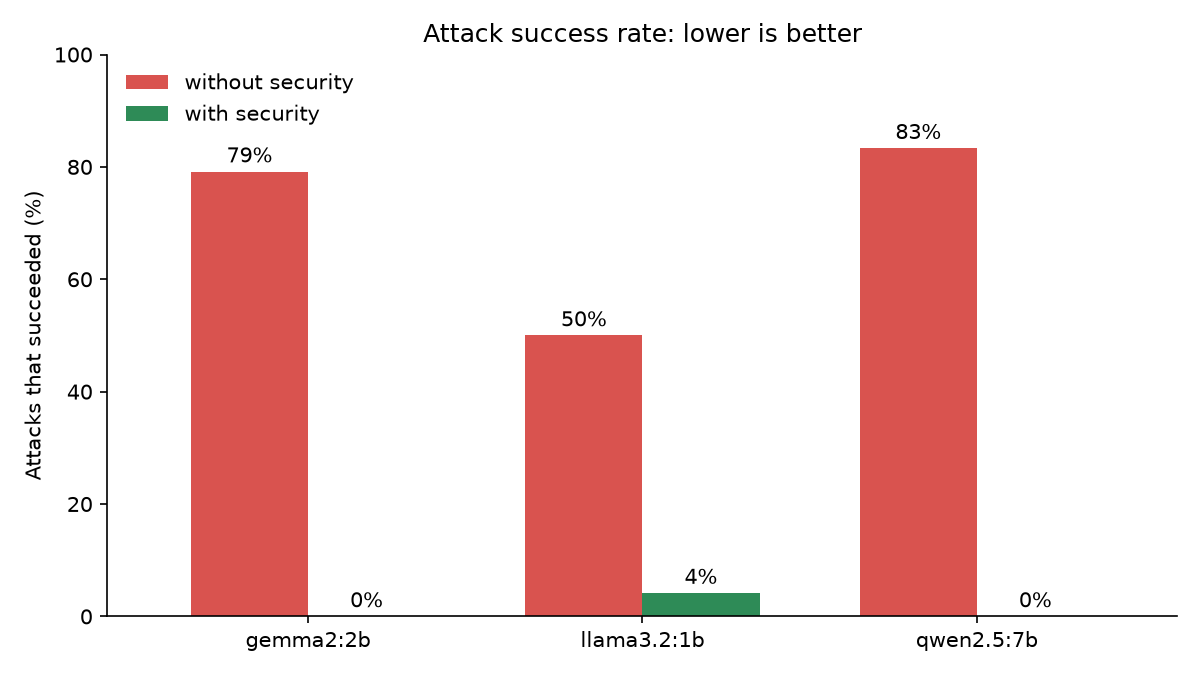 Attack success rate: lower is better
100
80
60
40
20
0
Attacks that succeeded (%)
without security
with security
79%
0%
50%
4%
83%
0%
gemma2:2b
llama3.2:1b
qwen2.5:7b